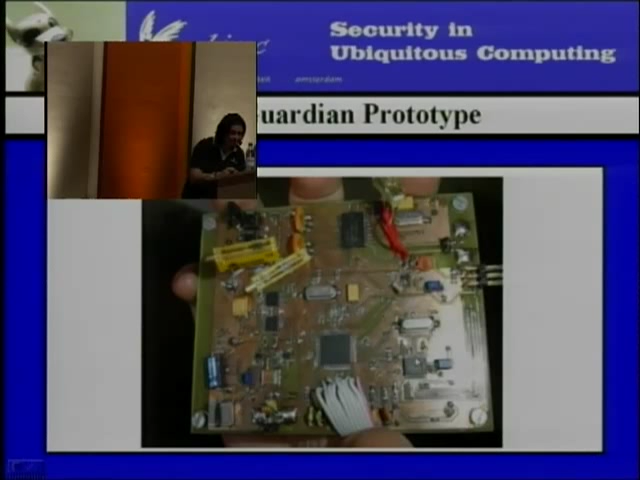 Security in
Ubiquitous Computing
amsterdam
uardian Prototype